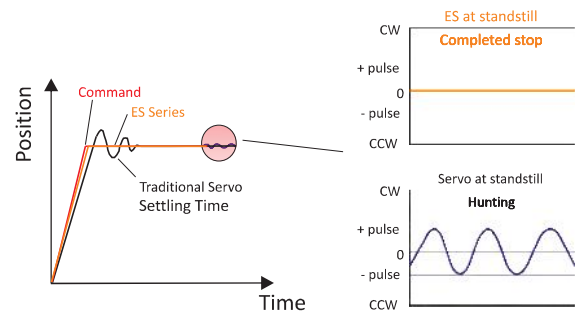 Position
Command
ES Series
Traditional Servo
Settling Time
Time
ES at standstill
CW
Completed stop
+ pulse
0
- pulse
CCW
Servo at standstill
CW
Hunting
+ pulse
0
- pulse
CCW